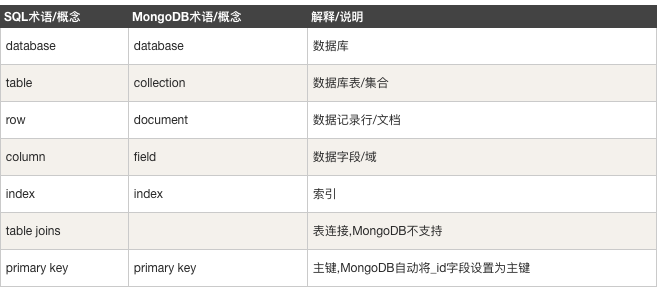 SQL术语/概念 MongoDB术语/概念 解释/说明
database database 数据库
table collection 数据库表/集合
row document 数据记录行/文档
column field 数据字段/域
index index 索引
table joins 表连接,MongoDB不支持
primary key primary key 主键,MongoDB自动将_id字段设置为主键